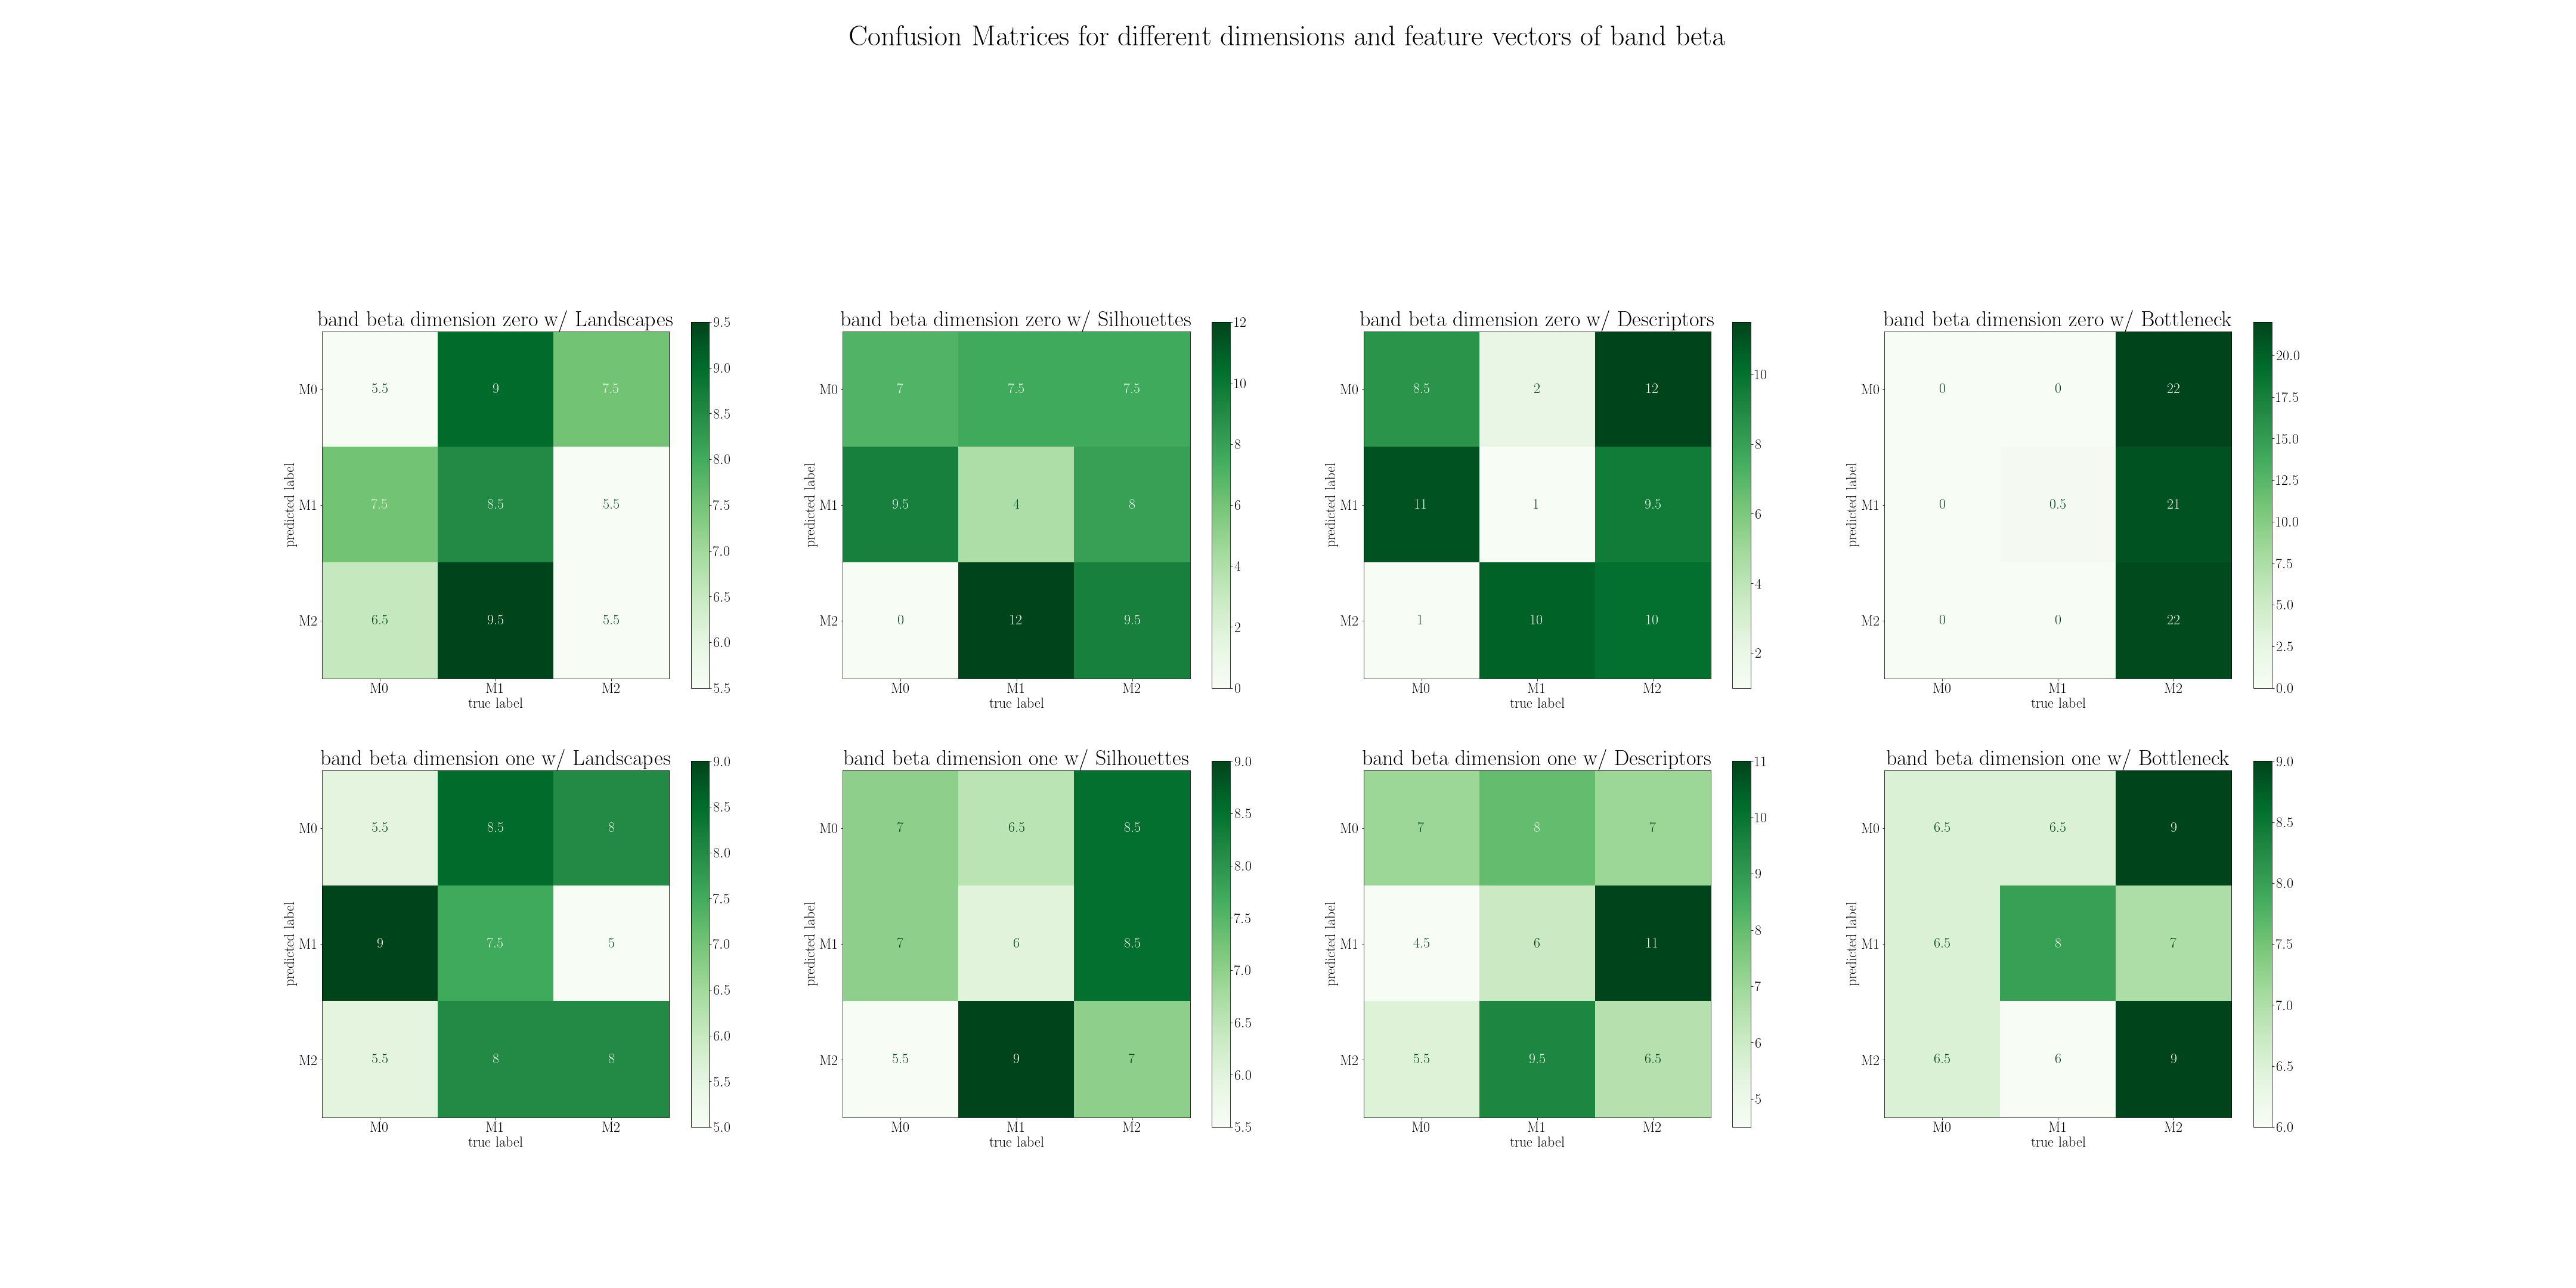 Confusion Matrices for different dimensions and feature vectors of band beta
band beta dimension zero w/ Landscapes
predicted label
M0 5.5 9 7.5
M1 7.5 8.5 5.5
M2 6.5 9.5 5.5
M0 M1 M2
true label
9.5
9.0
8.5
8.0
7.5
7.0
6.5
6.0
5.5
band beta dimension zero w/ Silhouettes
predicted label
M0 7 7.5 7.5
M1 9.5 4 8
M2 0 12 9.5
M0 M1 M2
true label
12
10
8
6
4
2
0
band beta dimension zero w/ Descriptors
predicted label
M0 8.5 2 12
M1 11 1 9.5
M2 1 10 10
M0 M1 M2
true label
10
8
6
4
2
band beta dimension zero w/ Bottleneck
predicted label
M0 0 0 22
M1 0 0.5 21
M2 0 0 22
M0 M1 M2
true label
20.0
17.5
15.0
12.5
10.0
7.5
5.0
2.5
0.0
band beta dimension one w/ Landscapes
predicted label
M0 5.5 8.5 8
M1 9 7.5 5
M2 5.5 8 8
M0 M1 M2
true label
9.0
8.5
8.0
7.5
7.0
6.5
6.0
5.5
5.0
band beta dimension one w/ Silhouettes
predicted label
M0 7 6.5 8.5
M1 7 6 8.5
M2 5.5 9 7
M0 M1 M2
true label
9.0
8.5
8.0
7.5
7.0
6.5
6.0
5.5
band beta dimension one w/ Descriptors
predicted label
M0 7 8 7
M1 4.5 6 11
M2 5.5 9.5 6.5
M0 M1 M2
true label
11
10
9
8
7
6
5
band beta dimension one w/ Bottleneck
predicted label
M0 6.5 6.5 9
M1 6.5 8 7
M2 6.5 6 9
M0 M1 M2
true label
9.0
8.5
8.0
7.5
7.0
6.5
6.0